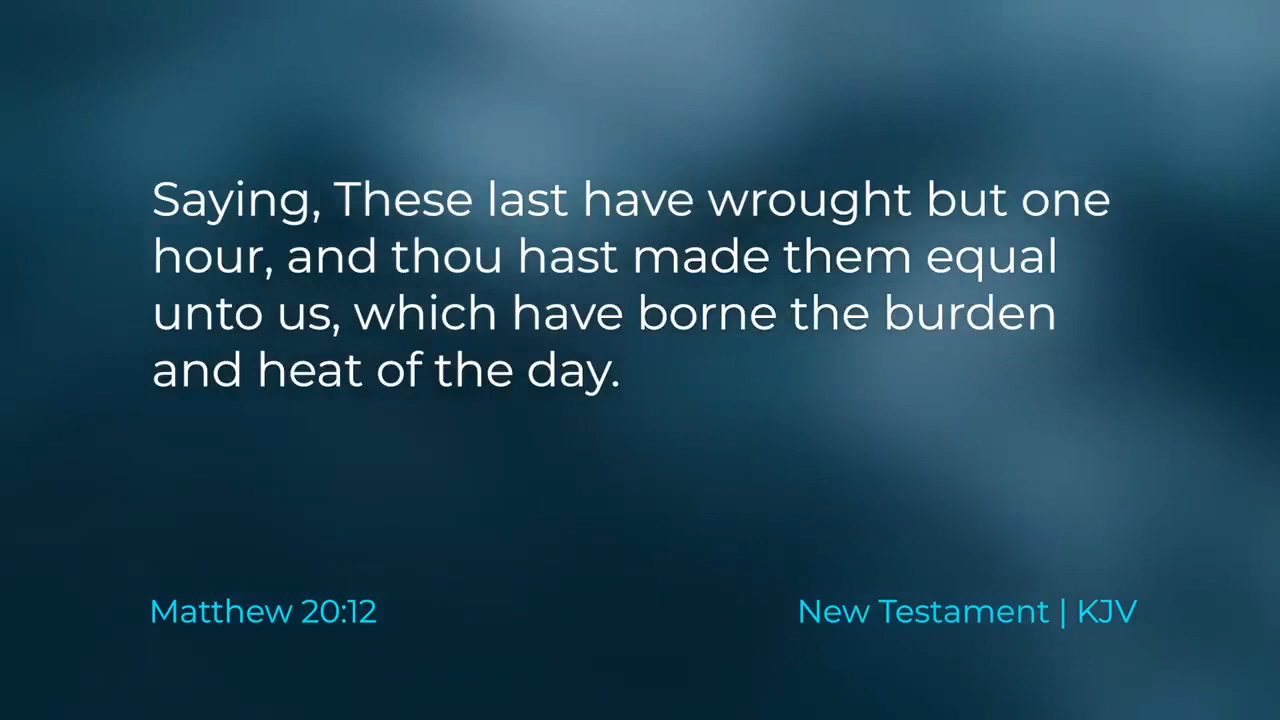 Saying, These last have wrought but one
hour, and thou hast made them equal
unto us, which have borne the burden
and heat of the day.
Matthew 20:12
New Testament | KJV